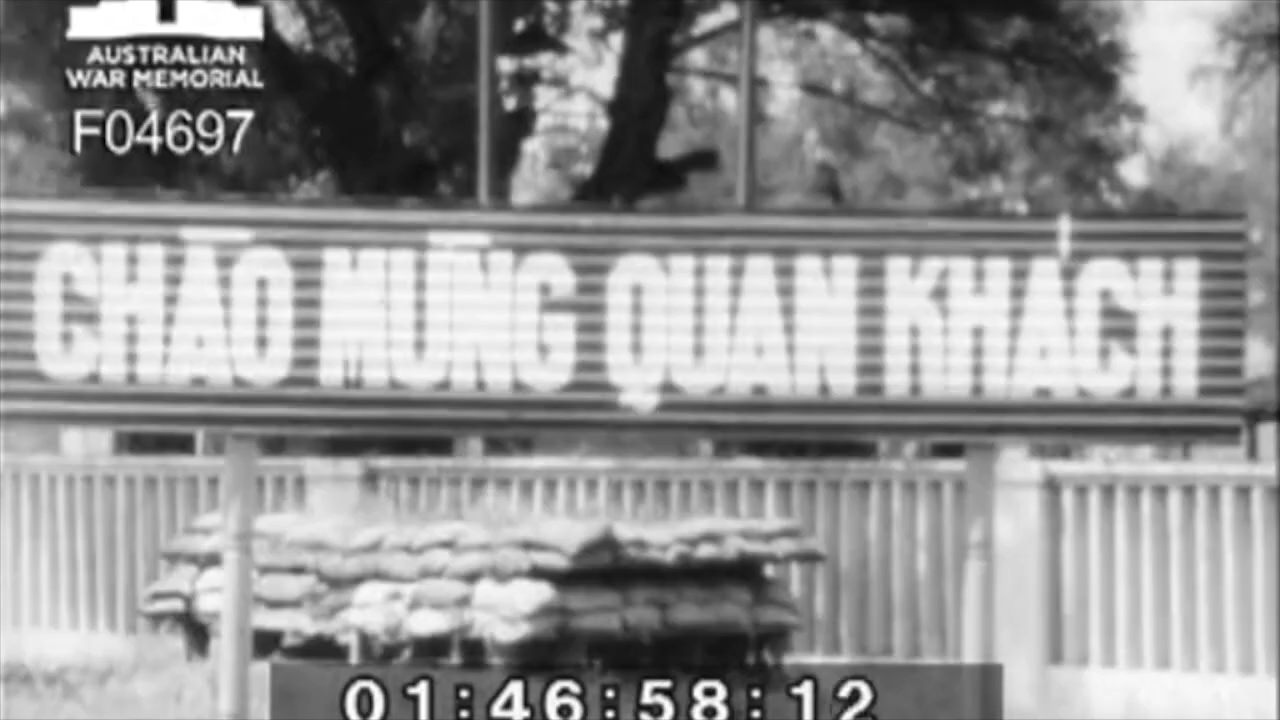 AUSTRALIAN
WAR MEMORIAL
F04697
CHÀO MỪNG QUAN KHÁCH
01:46:58:12